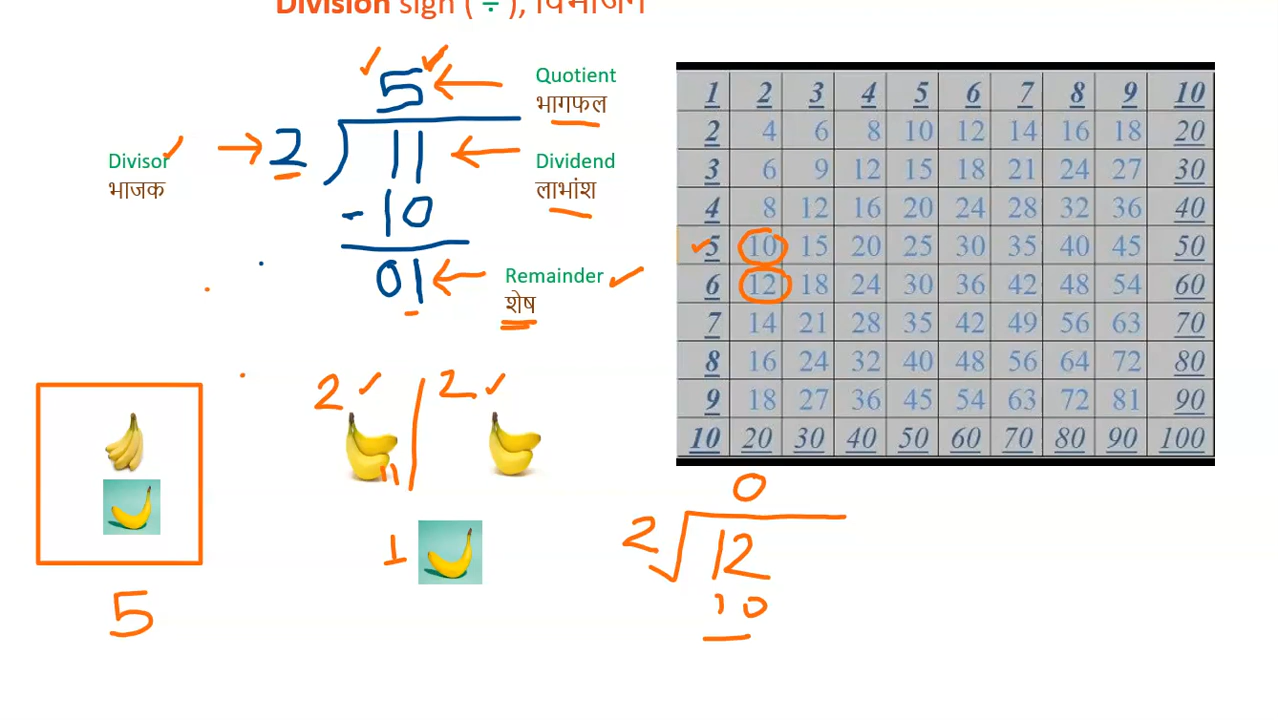 Division sign ( ÷ ), विभाजन
5
Quotient
भागफल
Divisor
भाजक
2
11
Dividend
लाभांश
-10
01
Remainder
शेष
2 2
11
1
5
1 2 3 4 5 6 7 8 9 10
2 4 6 8 10 12 14 16 18 20
3 6 9 12 15 18 21 24 27 30
4 8 12 16 20 24 28 32 36 40
5 10 15 20 25 30 35 40 45 50
6 12 18 24 30 36 42 48 54 60
7 14 21 28 35 42 49 56 63 70
8 16 24 32 40 48 56 64 72 80
9 18 27 36 45 54 63 72 81 90
10 20 30 40 50 60 70 80 90 100
0
2 12
10